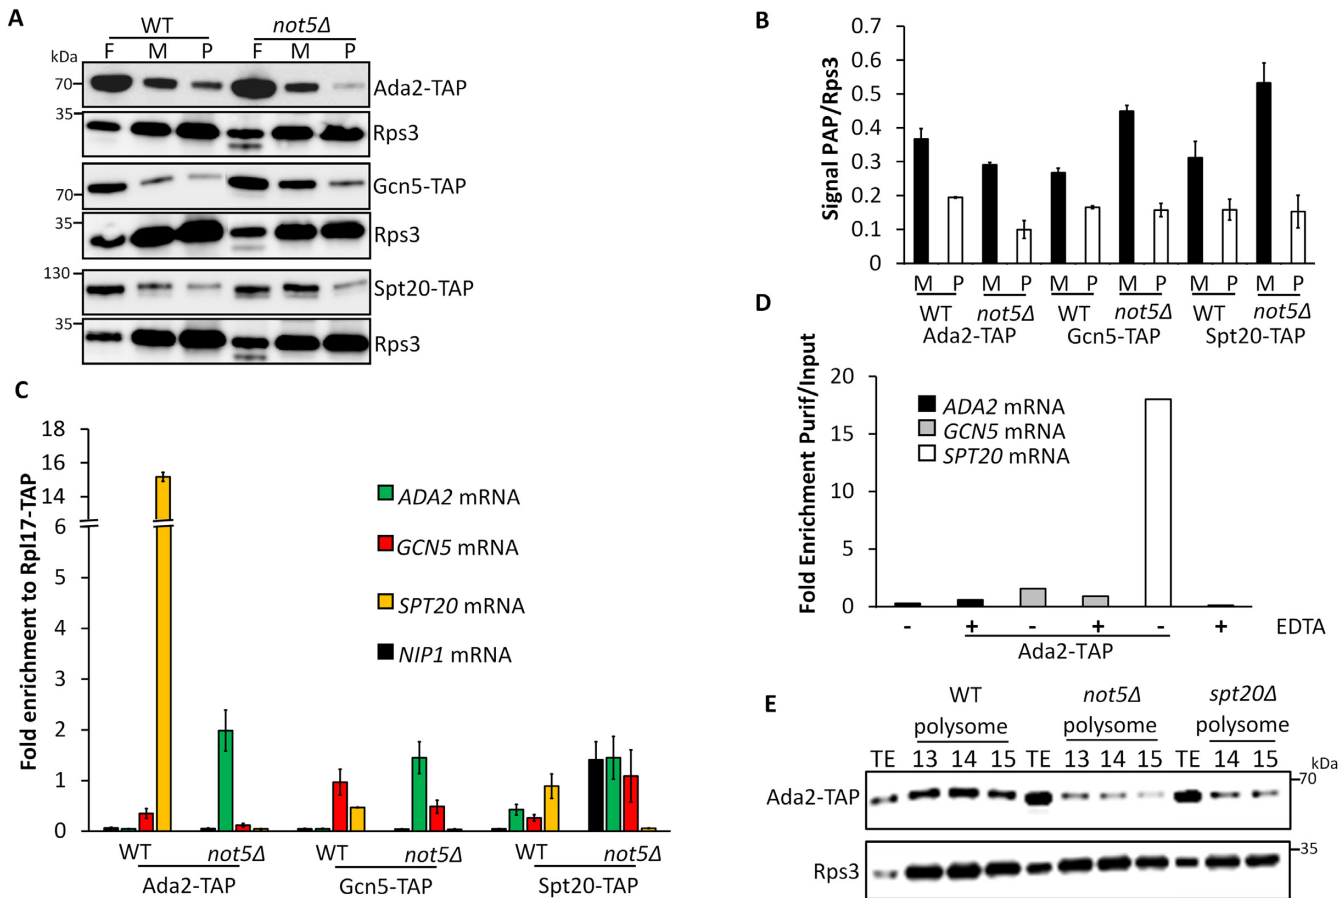 A
WT not5Δ
kDa F M P F M P
70 Ada2-TAP
35 Rps3
70 Gcn5-TAP
35 Rps3
130 Spt20-TAP
35 Rps3
B
Signal PAP/Rps3
0.7
0.6
0.5
0.4
0.3
0.2
0.1
0
M P M P M P M P M P M P
WT not5Δ WT not5Δ WT not5Δ
Ada2-TAP Gcn5-TAP Spt20-TAP
C
Fold enrichment to Rpl17-TAP
18
16
14
6
5
4
3
2
1
0
ADA2 mRNA
GCN5 mRNA
SPT20 mRNA
NIP1 mRNA
WT not5Δ WT not5Δ WT not5Δ
Ada2-TAP Gcn5-TAP Spt20-TAP
D
Fold Enrichment Purif/Input
20
15
10
5
0
ADA2 mRNA
GCN5 mRNA
SPT20 mRNA
- + - + - + EDTA
Ada2-TAP
E
WT not5Δ spt20Δ
polysome polysome polysome
TE 13 14 15 TE 13 14 15 TE 14 15 kDa
Ada2-TAP 70
Rps3 35